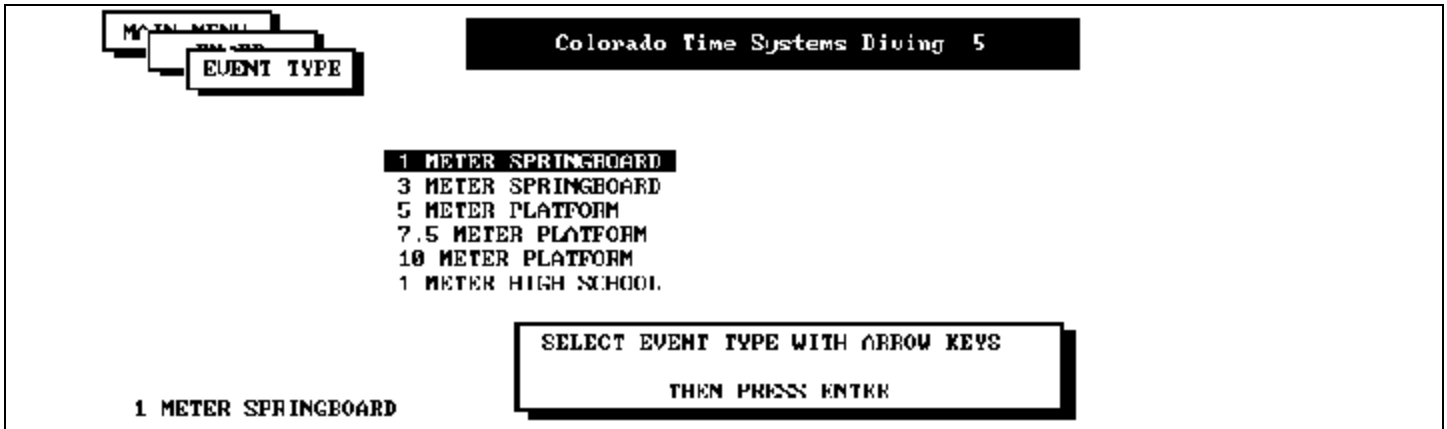 MAIN MENU
EVENT TYPE
Colorado Time Systems Diving 5
1 METER SPRINGBOARD
3 METER SPRINGBOARD
5 METER PLATFORM
7.5 METER PLATFORM
10 METER PLATFORM
1 METER HIGH SCHOOL
SELECT EVENT TYPE WITH ARROW KEYS
THEN PRESS ENTER
1 METER SPRINGBOARD